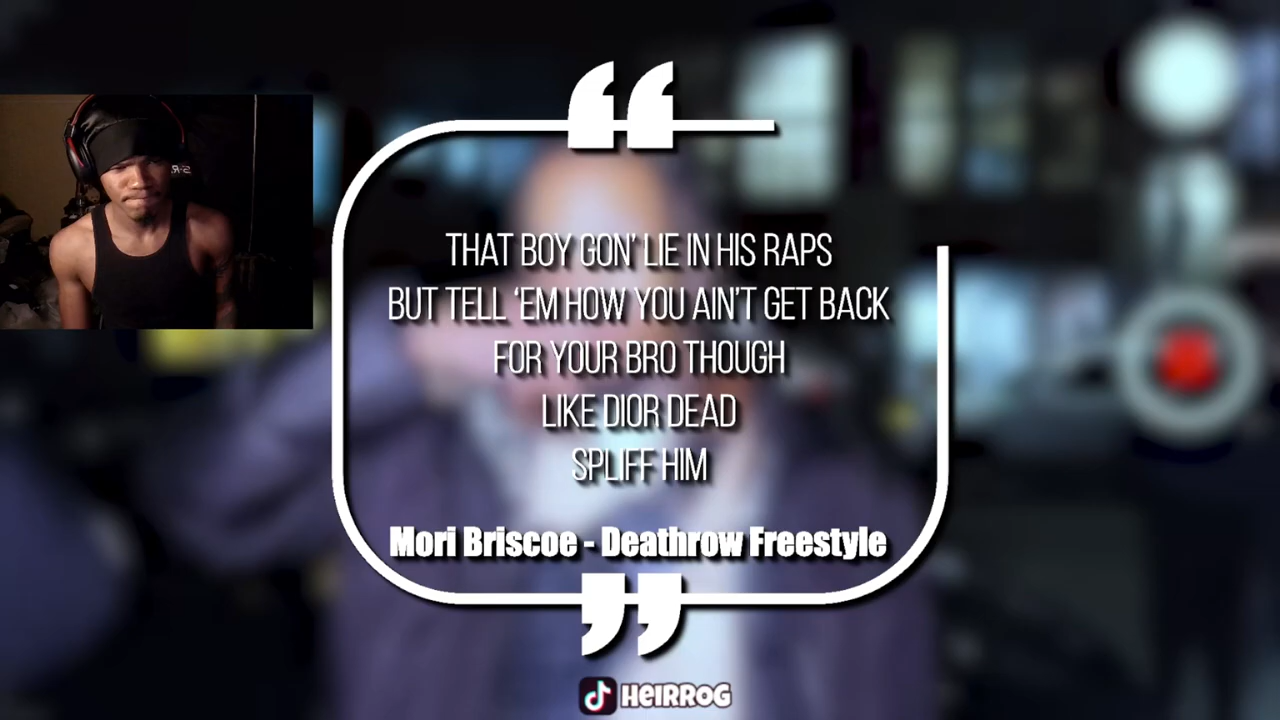 THAT BOY GON' LIE IN HIS RAPS
BUT TELL ‘EM HOW YOU AIN'T GET BACK
FOR YOUR BRO THOUGH
LIKE DIOR DEAD
SPLIFF HIM
Mori Briscoe - Deathrow Freestyle
HEIRROG